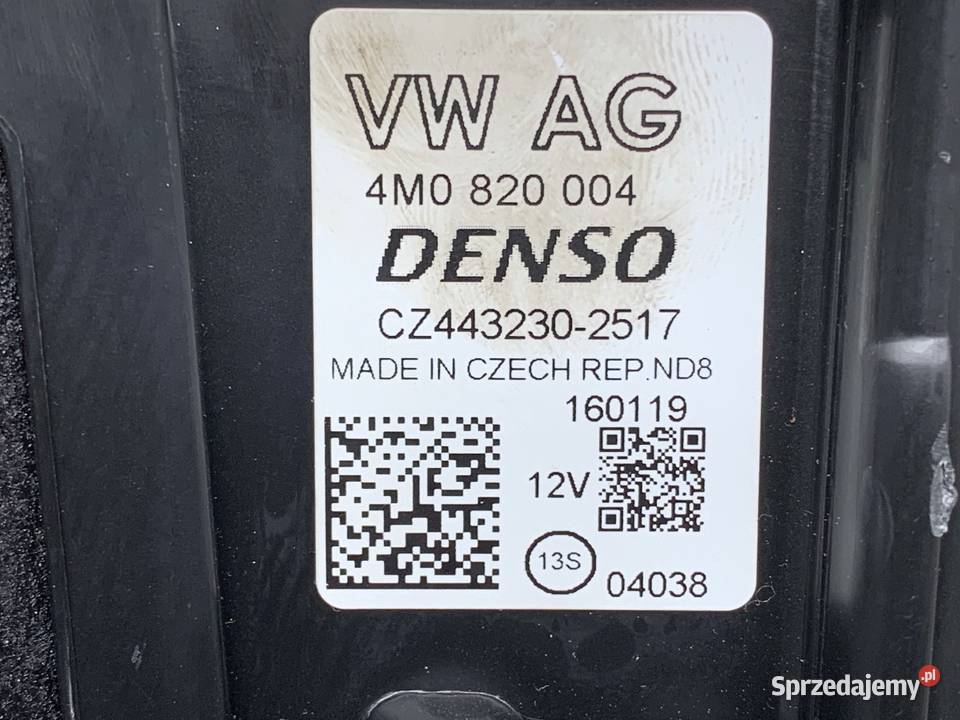 VW AG
4M0 820 004
DENSO
CZ443230-2517
MADE IN CZECH REP.ND8
160119
12V
13S
04038
Sprzedajemy.pl